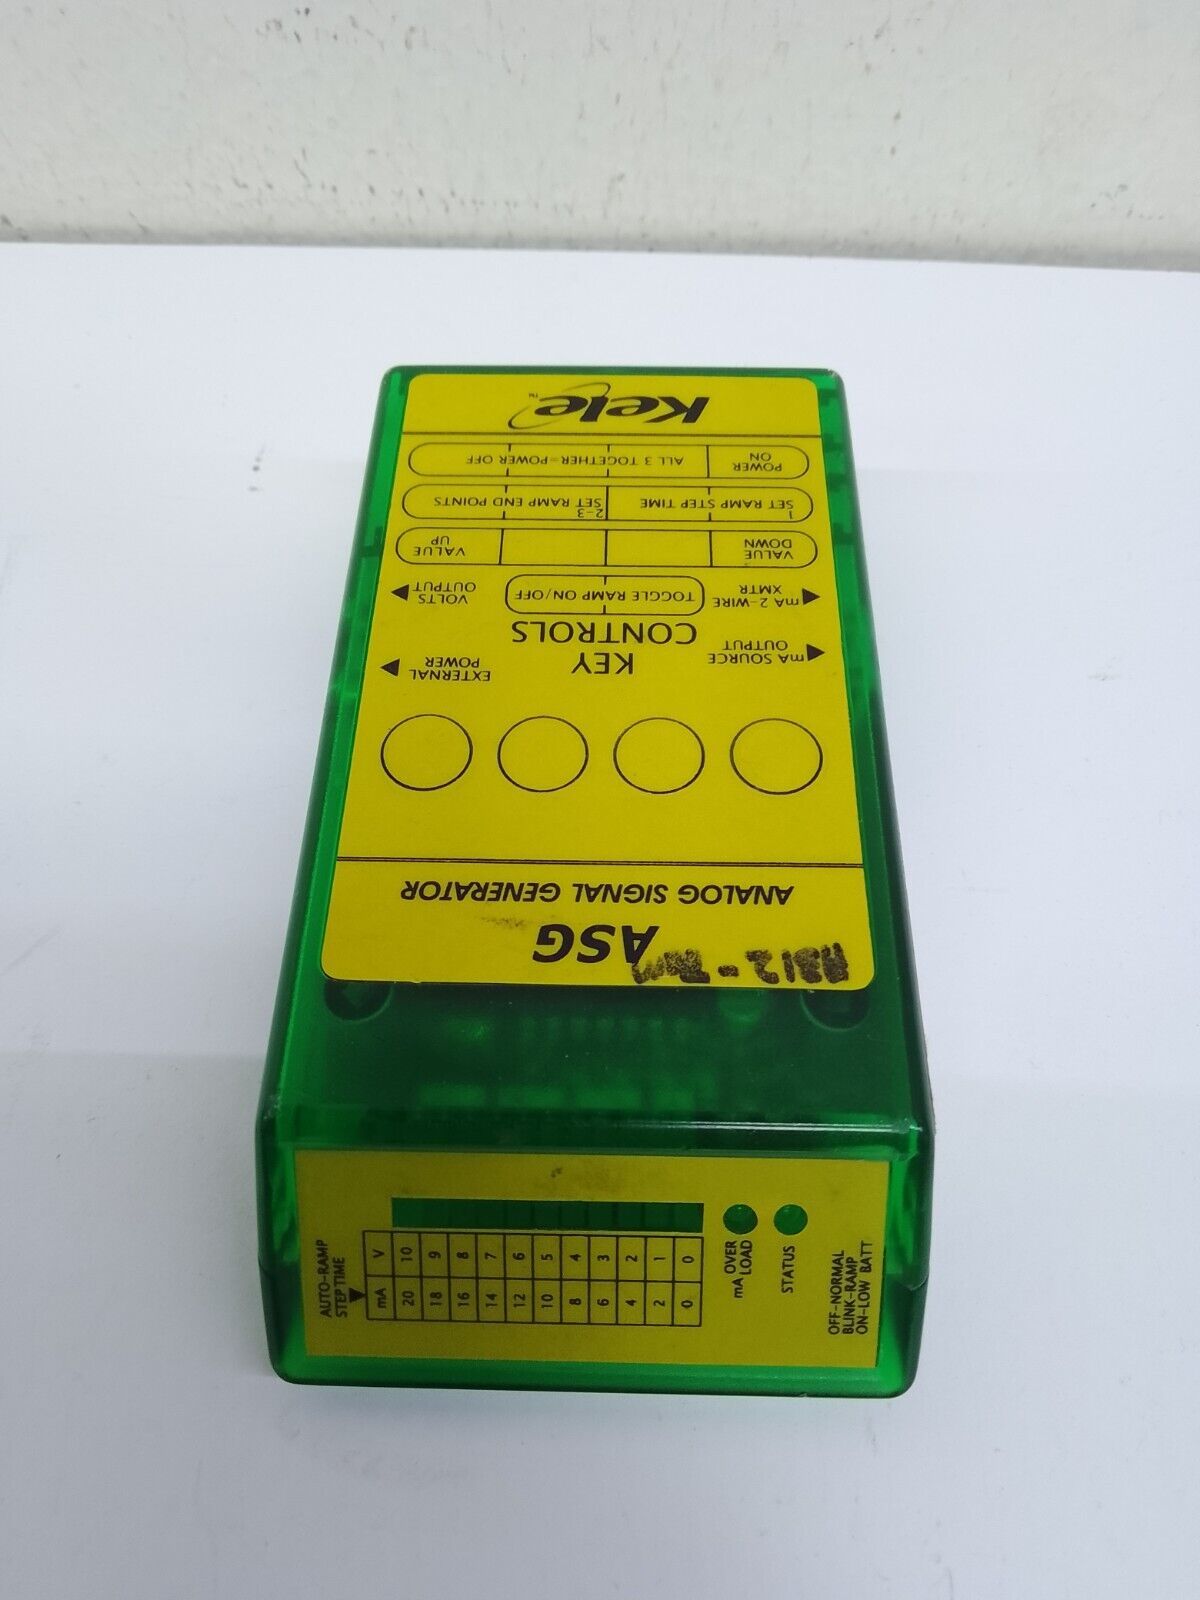 ASG
ANALOG SIGNAL GENERATOR
KEY
CONTROLS
mA SOURCE
OUTPUT
EXTERNAL
POWER
mA 2-WIRE
XMTR
TOGGLE RAMP ON/OFF
VOLTS
OUTPUT
VALUE
DOWN
VALUE
UP
1
SET RAMP STEP TIME
2-3
SET RAMP END POINTS
POWER
ON
ALL 3 TOGETHER=POWER OFF
Kele™
AUTO-RAMP
STEP TIME
mA V
20 10
18 9
16 8
14 7
12 6
10 5
8 4
6 3
4 2
2 1
0 0
mA OVER
LOAD
STATUS
OFF-NORMAL
BLINK-RAMP
ON-LOW BATT